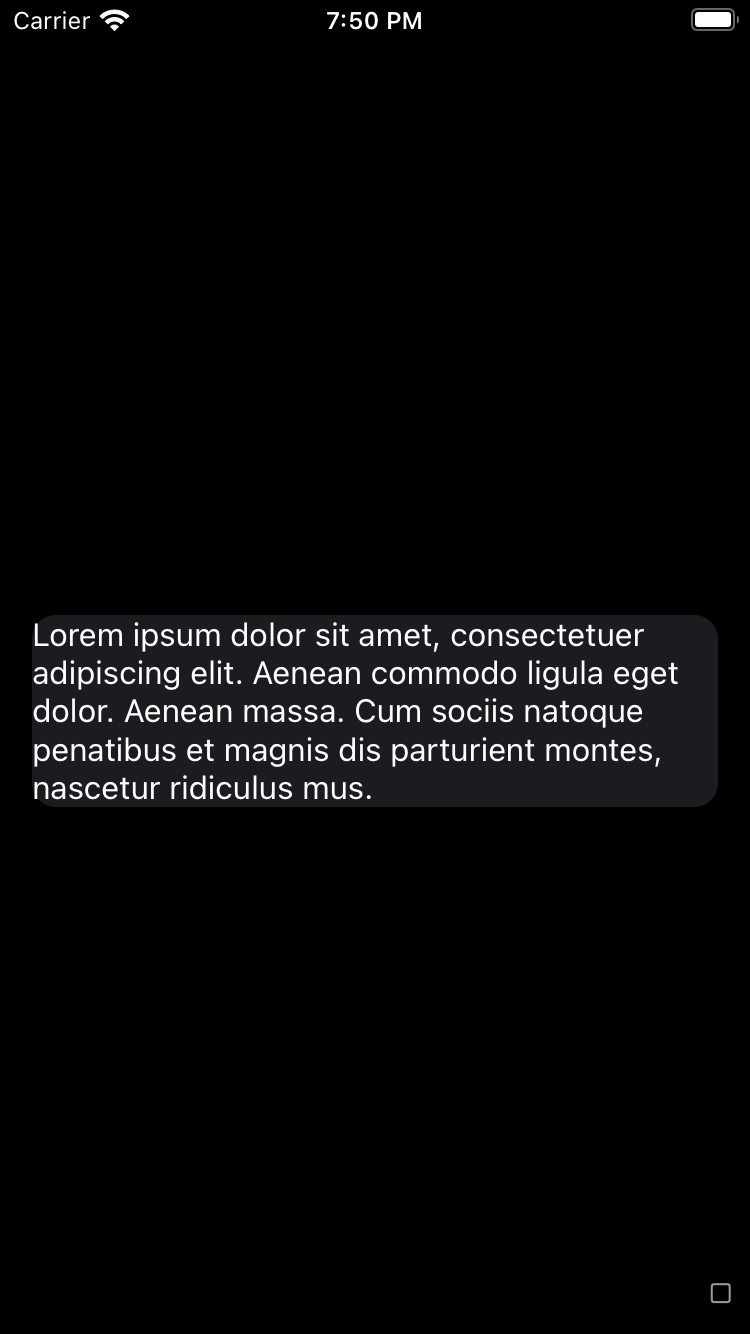 Carrier
7:50 PM
Lorem ipsum dolor sit amet, consectetuer
adipiscing elit. Aenean commodo ligula eget
dolor. Aenean massa. Cum sociis natoque
penatibus et magnis dis parturient montes,
nascetur ridiculus mus.